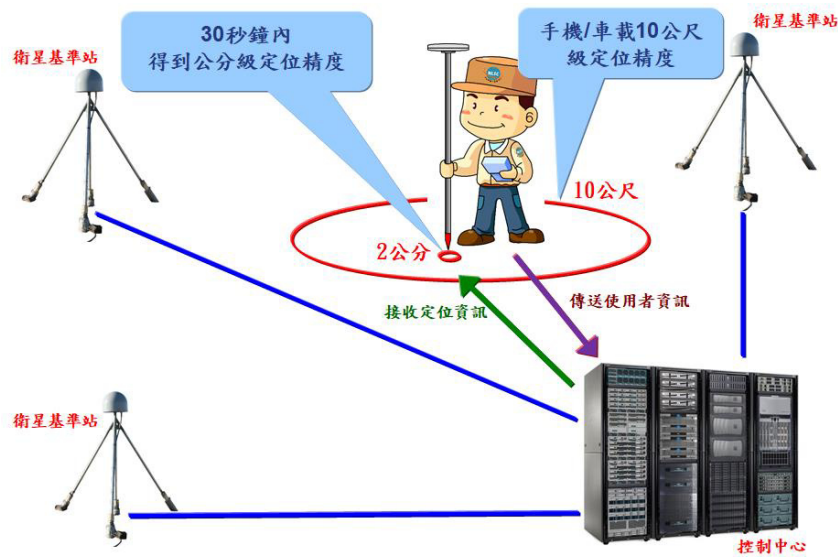 30秒鐘內
得到公分級定位精度
手機/車載10公尺
級定位精度
衛星基準站
衛星基準站
10公尺
2公分
接收定位資訊
傳送使用者資訊
衛星基準站
控制中心